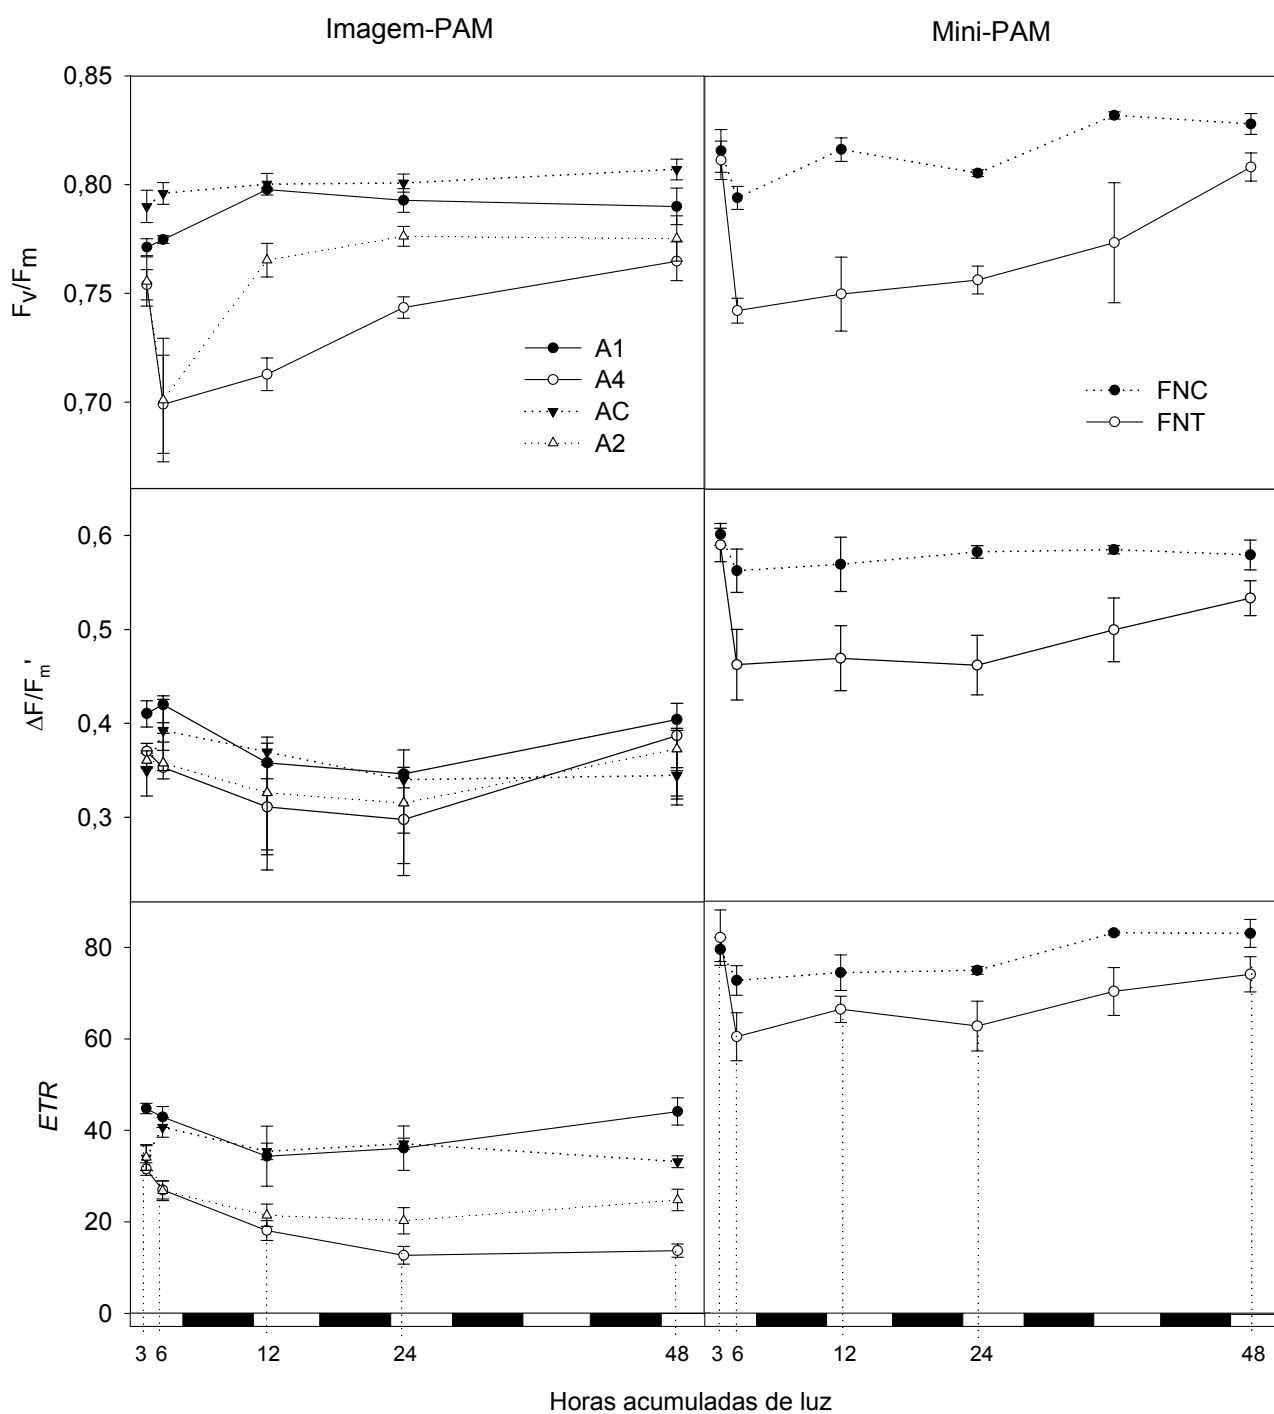 Imagem-PAM
Mini-PAM
0,85
0,80
0,75
0,70
Fv/Fm
A1
A4
AC
A2
FNC
FNT
0,6
0,5
0,4
0,3
ΔF/Fm'
80
60
40
20
0
ETR
3 6 12 24 48
3 6 12 24 48
Horas acumuladas de luz